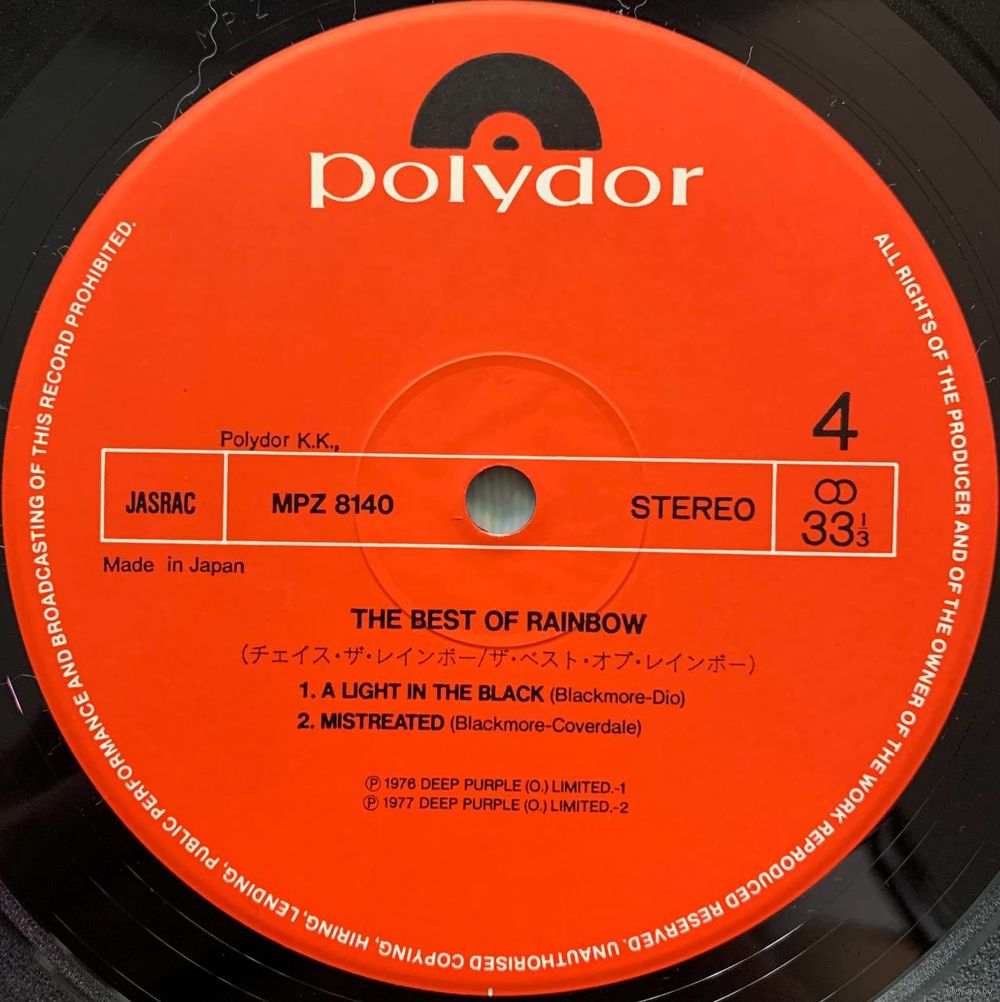 polydor
ALL RIGHTS OF THE PRODUCER AND OF THE OWNER OF THE WORK REPRODUCED RESERVED. UNAUTHORISED COPYING, HIRING, LENDING, PUBLIC PERFORMANCE AND BROADCASTING OF THIS RECORD PROHIBITED.
4
Polydor K.K.,
JASRAC MPZ 8140 STEREO
33 1/3
Made in Japan
THE BEST OF RAINBOW
(チェイス・ザ・レインボー/ザ・ベスト・オブ・レインボー)
1. A LIGHT IN THE BLACK (Blackmore-Dio)
2. MISTREATED (Blackmore-Coverdale)
Ⓟ 1976 DEEP PURPLE (O.) LIMITED.-1
Ⓟ 1977 DEEP PURPLE (O.) LIMITED.-2